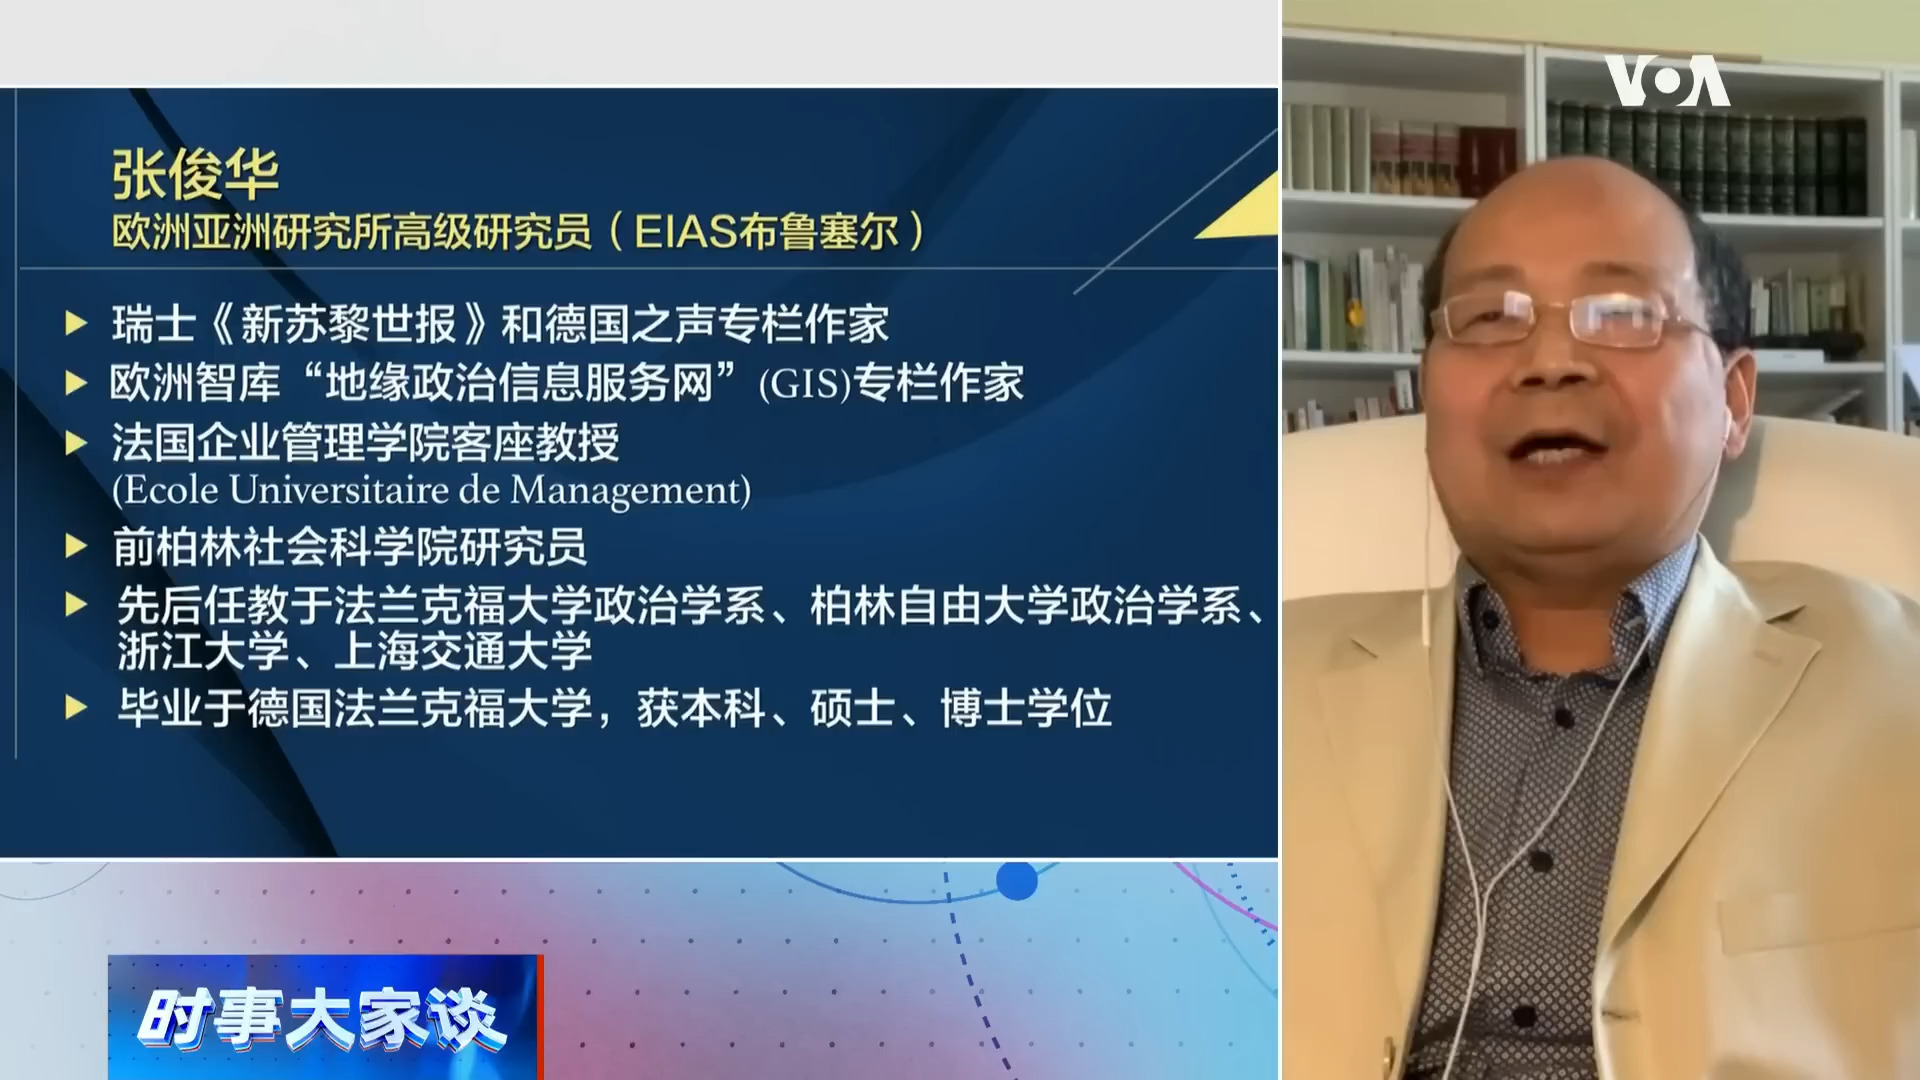 张俊华
欧洲亚洲研究所高级研究员（EIAS布鲁塞尔）
瑞士《新苏黎世报》和德国之声专栏作家
欧洲智库“地缘政治信息服务网”(GIS)专栏作家
法国企业管理学院客座教授
(Ecole Universitaire de Management)
前柏林社会科学院研究员
先后任教于法兰克福大学政治学系、柏林自由大学政治学系、
浙江大学、上海交通大学
毕业于德国法兰克福大学，获本科、硕士、博士学位
时事大家谈
VOA